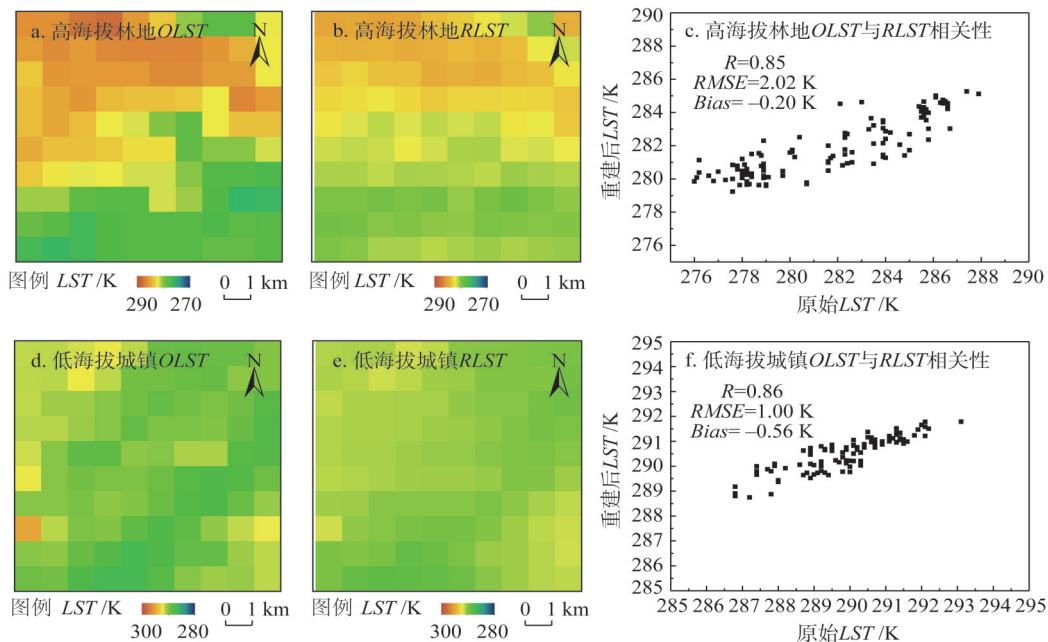 a. 高海拔林地OLST
N
b. 高海拔林地RLST
N
图例 LST /K
290 270
0 1 km
图例 LST /K
290 270
0 1 km
c. 高海拔林地OLST与RLST相关性
R=0.85
RMSE=2.02 K
Bias= –0.20 K
重建后LST /K
290
288
286
284
282
280
278
276
275
276 278 280 282 284 286 288 290
原始LST /K
d. 低海拔城镇OLST
N
e. 低海拔城镇RLST
N
图例 LST /K
300 280
0 1 km
图例 LST /K
300 280
0 1 km
f. 低海拔城镇OLST与RLST相关性
R=0.86
RMSE=1.00 K
Bias= –0.56 K
重建后LST /K
295
294
293
292
291
290
289
288
287
286
285
285 286 287 288 289 290 291 292 293 294 295
原始LST /K